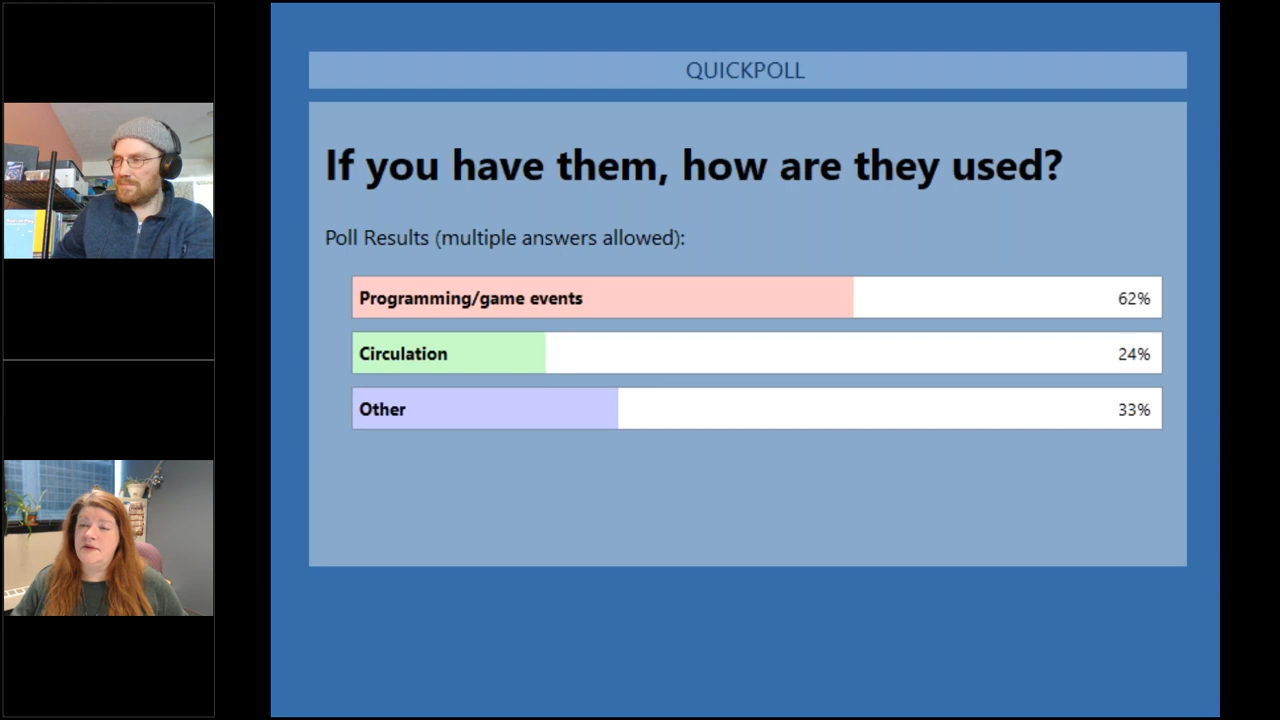 QUICKPOLL
If you have them, how are they used?
Poll Results (multiple answers allowed):
Programming/game events 62%
Circulation 24%
Other 33%